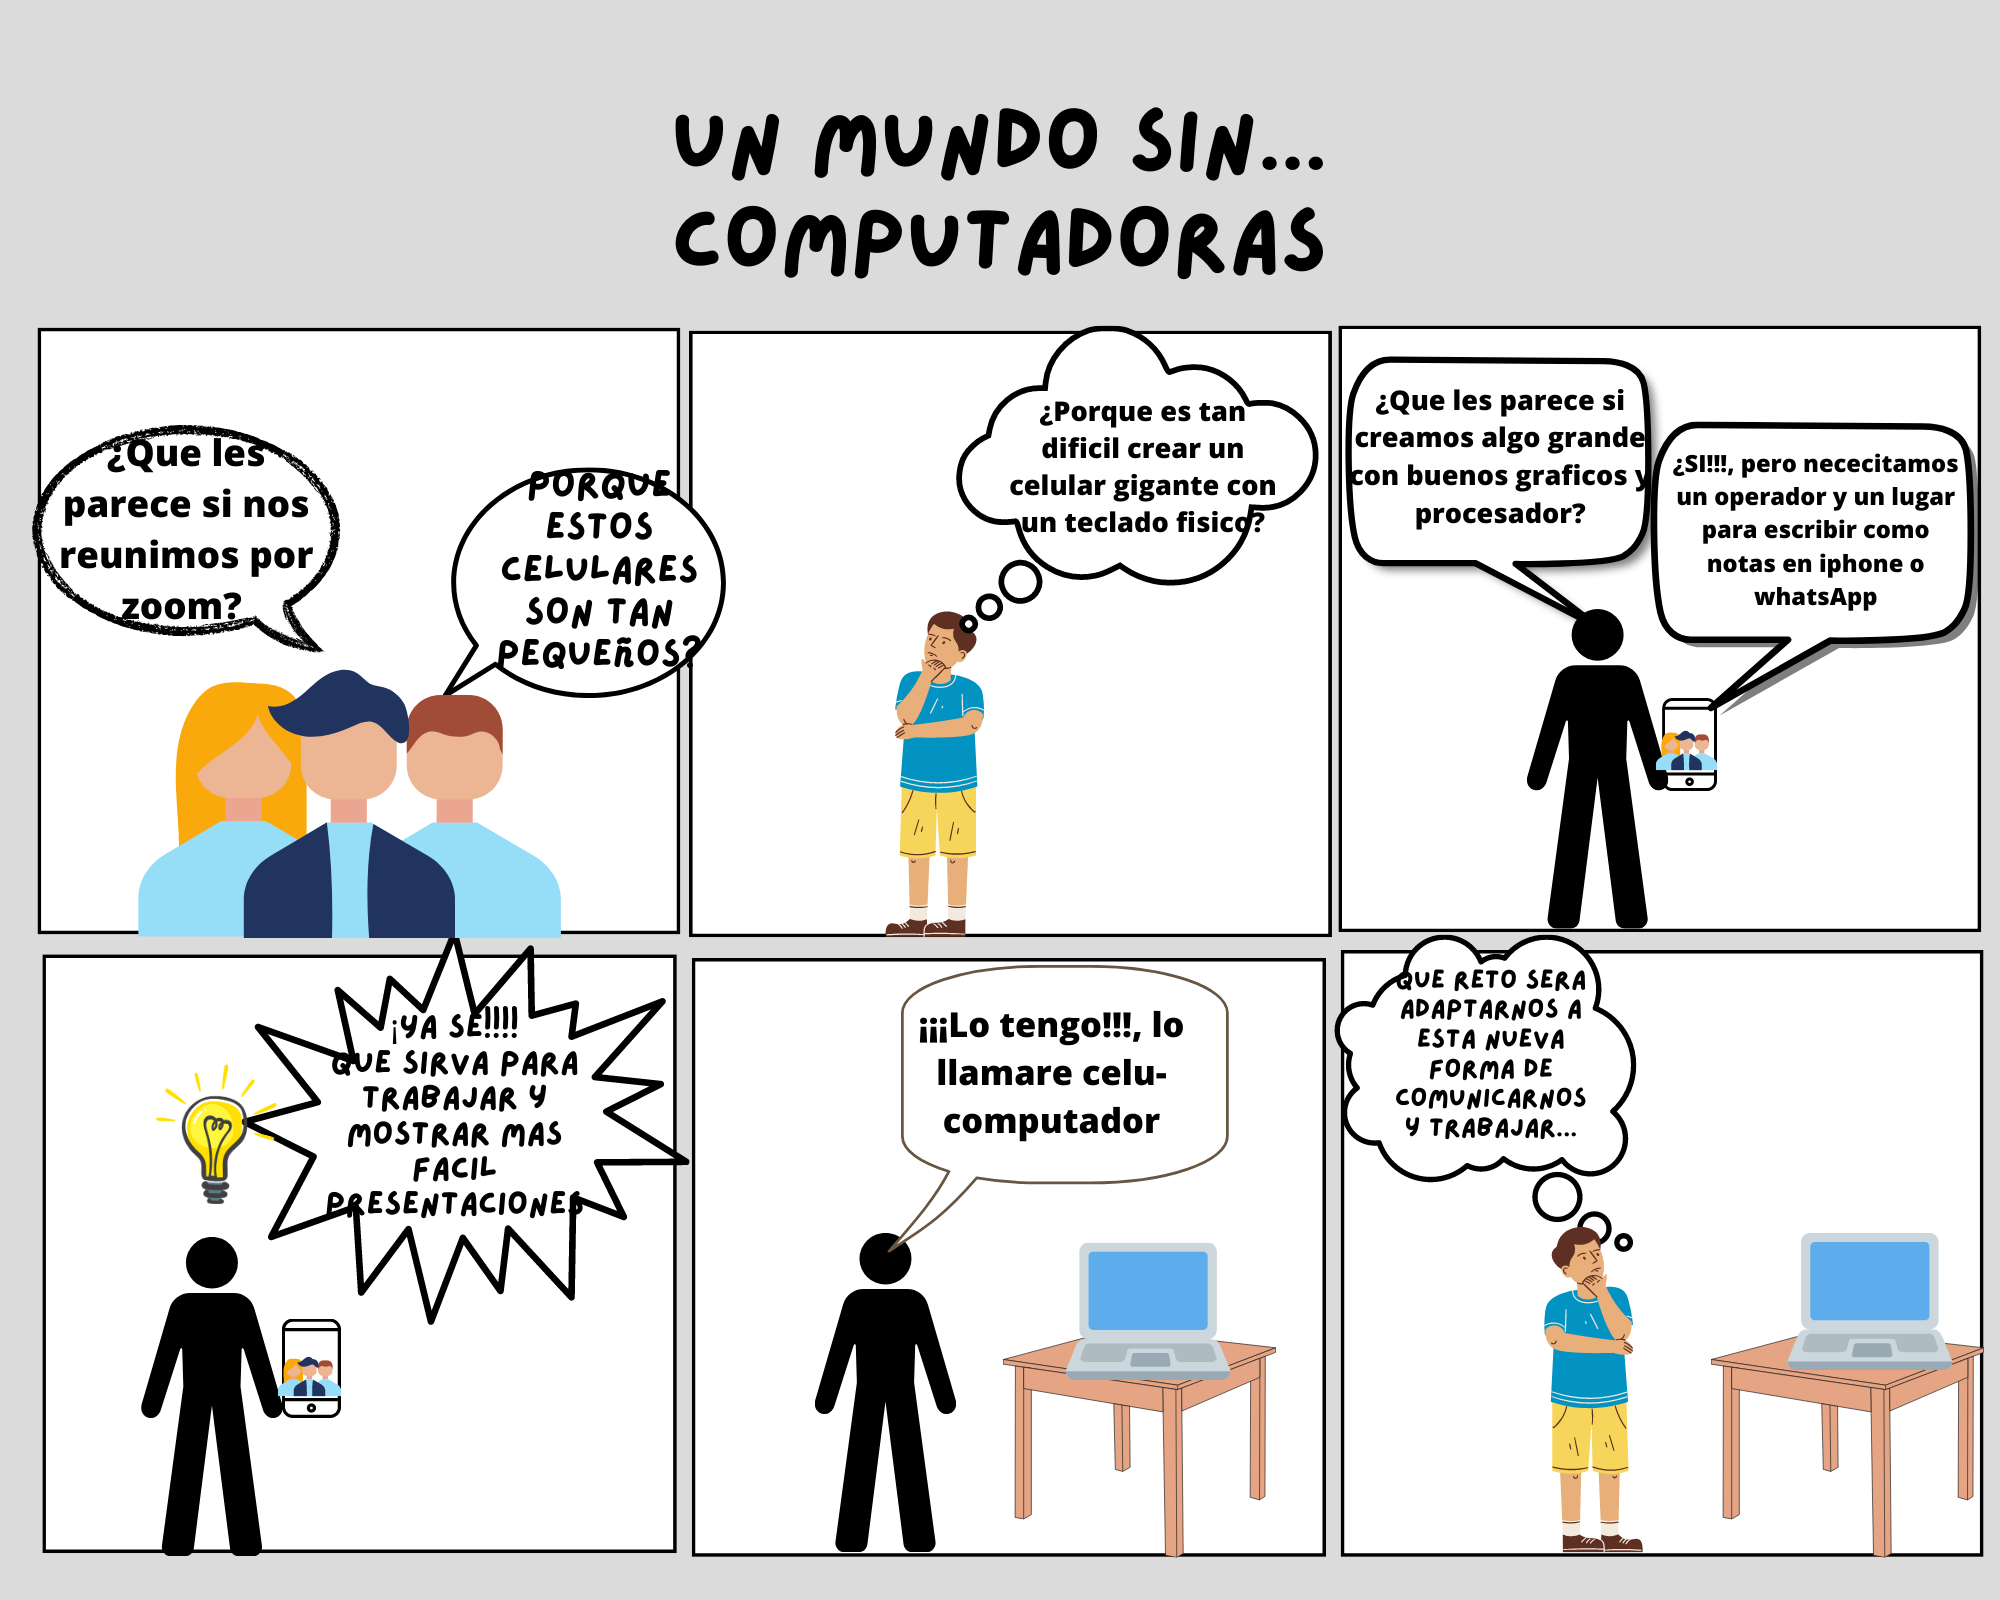 UN MUNDO SIN...
COMPUTADORAS
¿Que les
parece si nos
reunimos por
zoom?
PORQUE
ESTOS
CELULARES
SON TAN
PEQUEÑOS?
¿Porque es tan
dificil crear un
celular gigante con
un teclado fisico?
¿Que les parece si
creamos algo grande
con buenos graficos y
procesador?
¿SI!!!, pero nececitamos
un operador y un lugar
para escribir como
notas en iphone o
whatsApp
¡YA SE!!!!
QUE SIRVA PARA
TRABAJAR Y
MOSTRAR MAS
FACIL
PRESENTACIONES
¡¡¡Lo tengo!!!, lo
llamare celu-
computador
QUE RETO SERA
ADAPTARNOS A
ESTA NUEVA
FORMA DE
COMUNICARNOS
Y TRABAJAR...